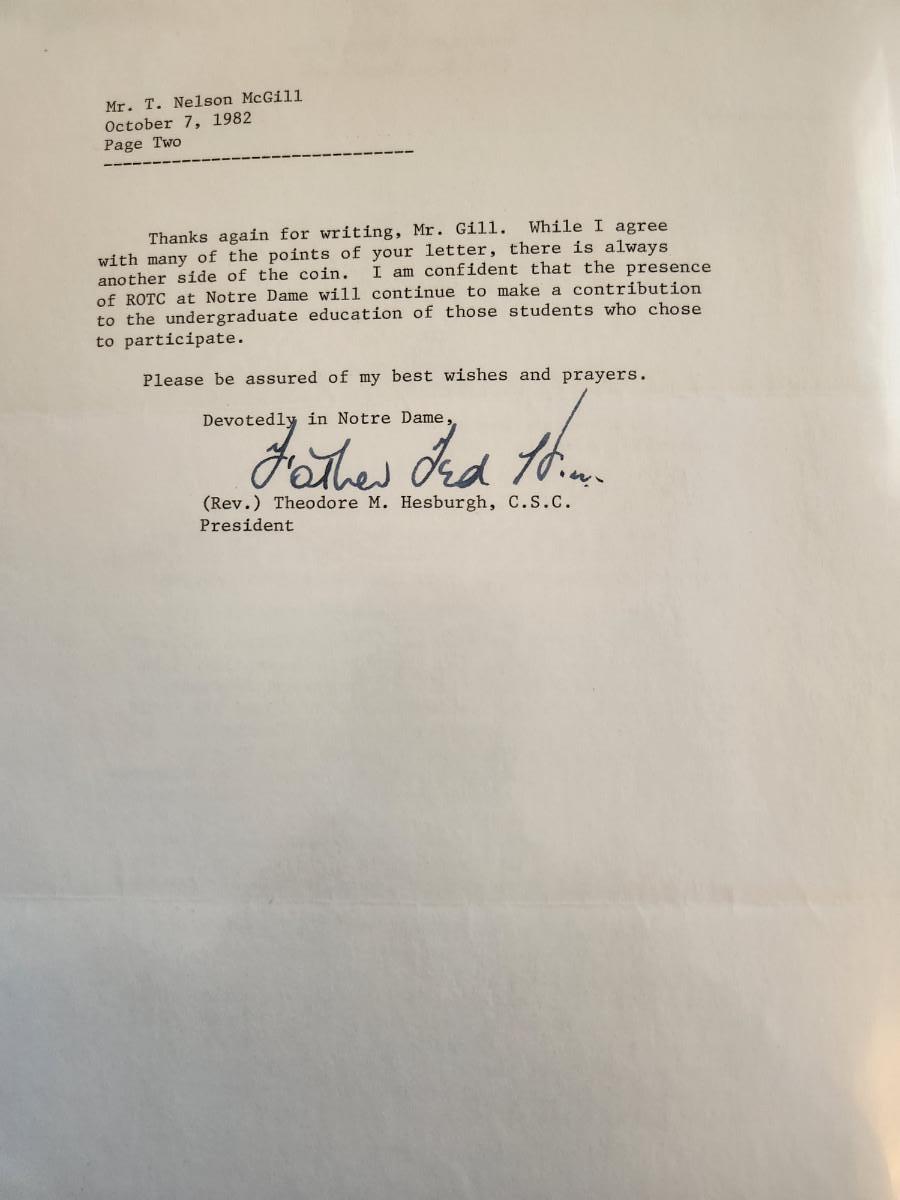 Mr. T. Nelson McGill
October 7, 1982
Page Two
--------------------------------
Thanks again for writing, Mr. Gill. While I agree
with many of the points of your letter, there is always
another side of the coin. I am confident that the presence
of ROTC at Notre Dame will continue to make a contribution
to the undergraduate education of those students who chose
to participate.
Please be assured of my best wishes and prayers.
Devotedly in Notre Dame,
Father Ted
(Rev.) Theodore M. Hesburgh, C.S.C.
President